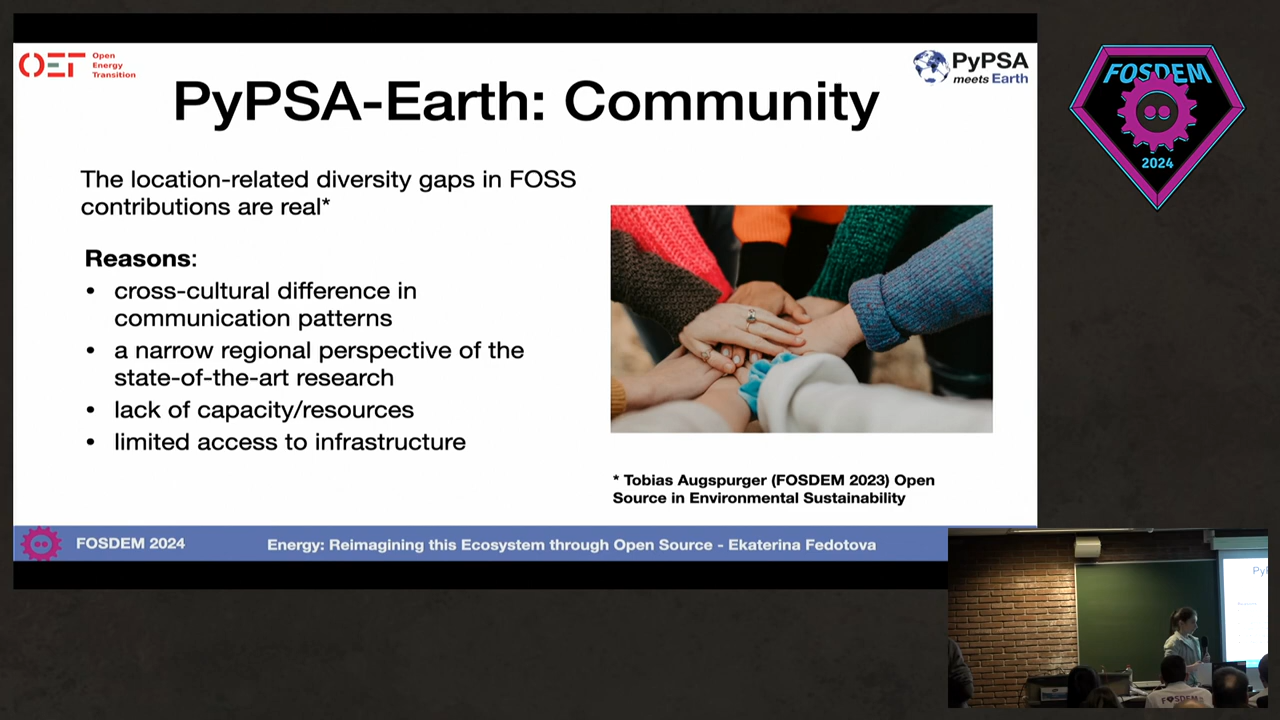 OET Open
Energy
Transition
PyPSA
meets Earth
PyPSA-Earth: Community
The location-related diversity gaps in FOSS
contributions are real*
Reasons:
• cross-cultural difference in
communication patterns
• a narrow regional perspective of the
state-of-the-art research
• lack of capacity/resources
• limited access to infrastructure
* Tobias Augspurger (FOSDEM 2023) Open
Source in Environmental Sustainability
FOSDEM 2024
Energy: Reimagining this Ecosystem through Open Source - Ekaterina Fedotova
FOSDEM
2024
PyP
FOSDEM